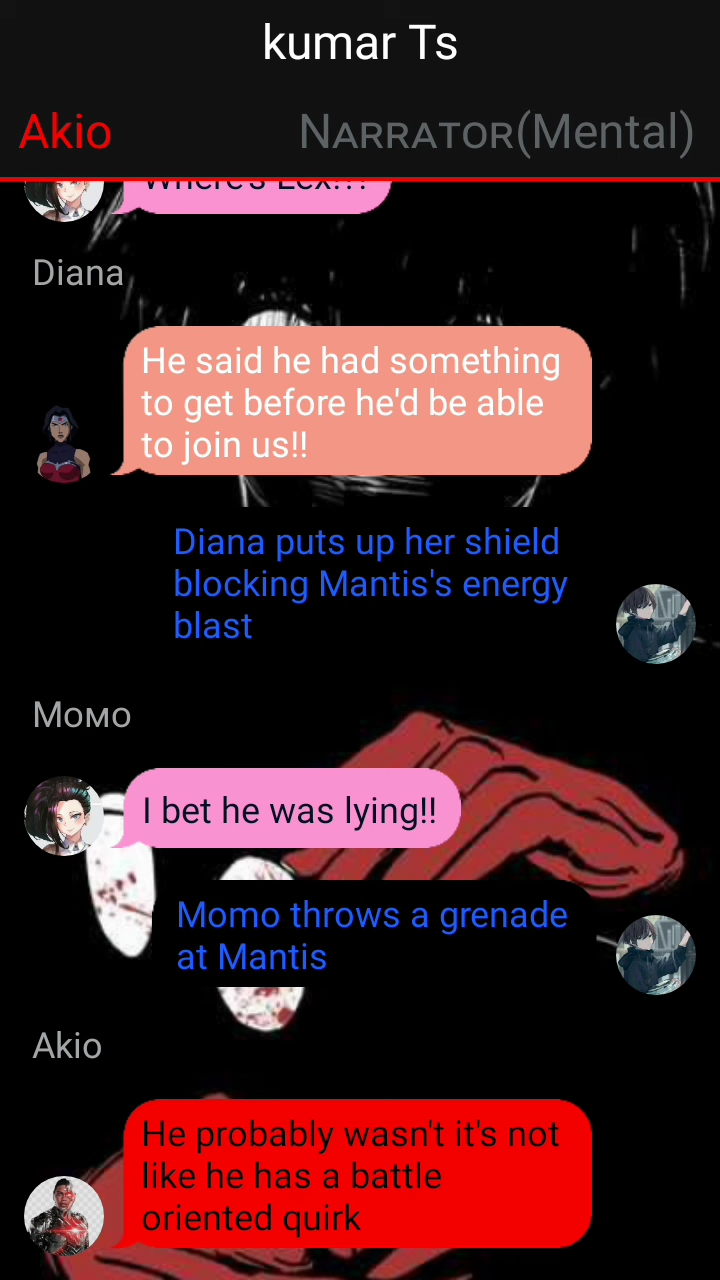 kumar Ts
Akio
NARRATOR(Mental)
Where's Lex!?!
Diana
He said he had something
to get before he'd be able
to join us!!
Diana puts up her shield
blocking Mantis's energy
blast
Momo
I bet he was lying!!
Momo throws a grenade
at Mantis
Akio
He probably wasn't it's not
like he has a battle
oriented quirk